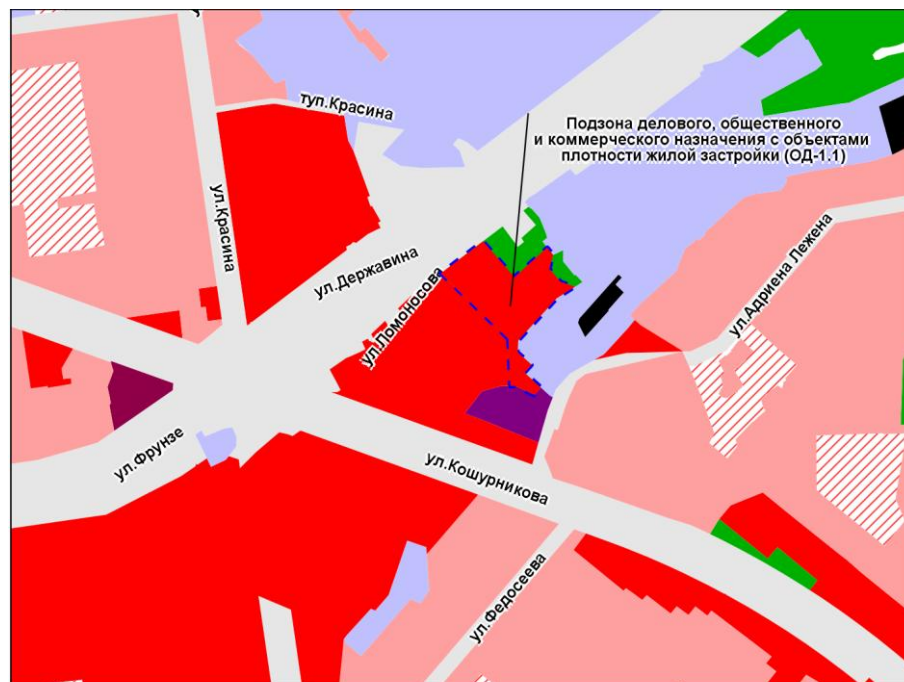 туп.Красина
Подзона делового, общественного
и коммерческого назначения с объектами
плотности жилой застройки (ОД-1.1)
ул.Красина
ул.Державина
ул.Адриена Лежена
ул.Ломоносова
ул.Фрунзе
ул.Кошурникова
ул.Федосеева